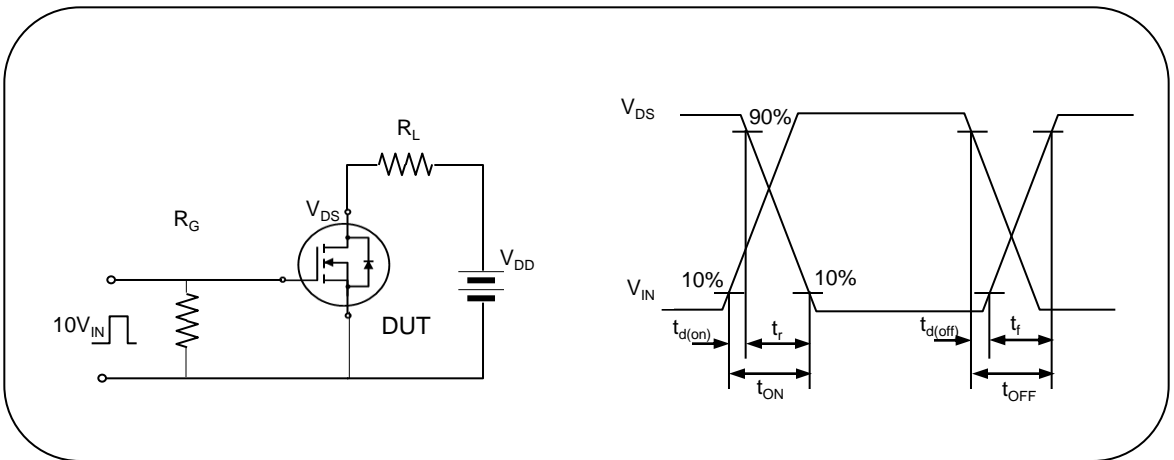 R_L
R_G
V_DS
V_DD
10V_IN
DUT
V_DS
90%
10%
10%
V_IN
t_d(on)
t_r
t_d(off)
t_f
t_ON
t_OFF